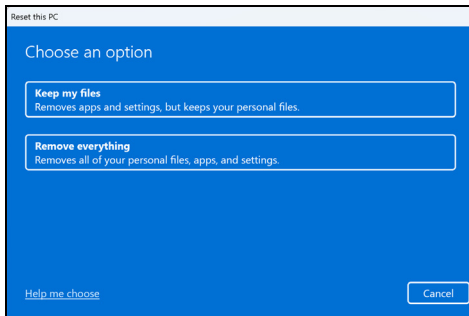 Reset this PC
Choose an option
Keep my files
Removes apps and settings, but keeps your personal files.
Remove everything
Removes all of your personal files, apps, and settings.
Help me choose
Cancel